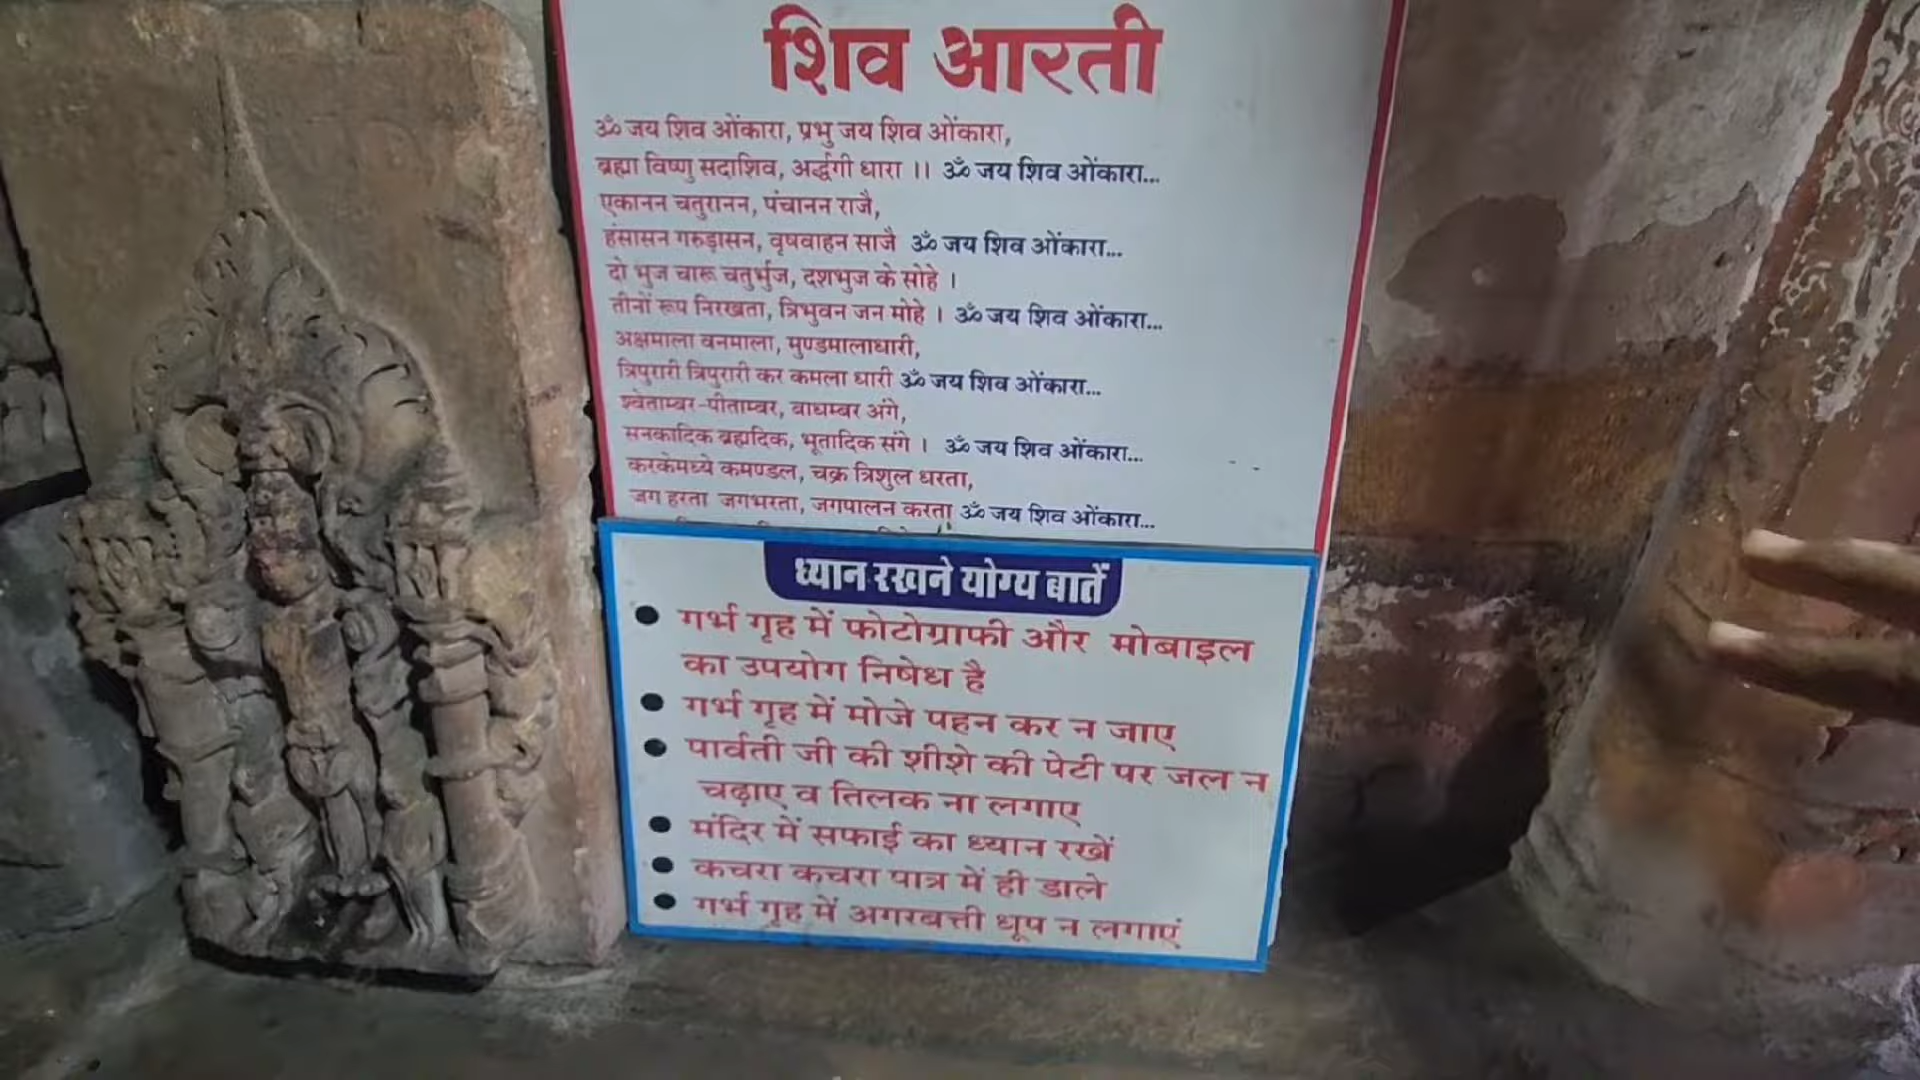 शिव आरती
ॐ जय शिव ओंकारा, प्रभु जय शिव ओंकारा,
ब्रह्मा विष्णु सदाशिव, अर्द्धगी धारा ।। ॐ जय शिव ओंकारा...
एकानन चतुरानन, पंचानन राजै,
हंसासन गरुड़ासन, वृषवाहन साजै ॐ जय शिव ओंकारा...
दो भुज चारू चतुर्भुज, दशभुज के सोहे ।
तीनों रूप निरखता, त्रिभुवन जन मोहे । ॐ जय शिव ओंकारा...
अक्षमाला वनमाला, मुण्डमालाधारी,
त्रिपुरारी त्रिपुरारी कर कमला धारी ॐ जय शिव ओंकारा...
श्वेताम्बर-पीताम्बर, बाघम्बर अंगे,
सनकादिक ब्रह्मदिक, भूतादिक संगे । ॐ जय शिव ओंकारा...
करकेमध्ये कमण्डल, चक्र त्रिशुल धरता,
जग हरता जगभरता, जगपालन करता ॐ जय शिव ओंकारा...
ध्यान रखने योग्य बातें
● गर्भ गृह में फोटोग्राफी और मोबाइल
का उपयोग निषेध है
● गर्भ गृह में मोजे पहन कर न जाए
● पार्वती जी की शीशे की पेटी पर जल न
चढ़ाए व तिलक ना लगाए
● मंदिर में सफाई का ध्यान रखें
● कचरा कचरा पात्र में ही डाले
● गर्भ गृह में अगरबत्ती धूप न लगाएं